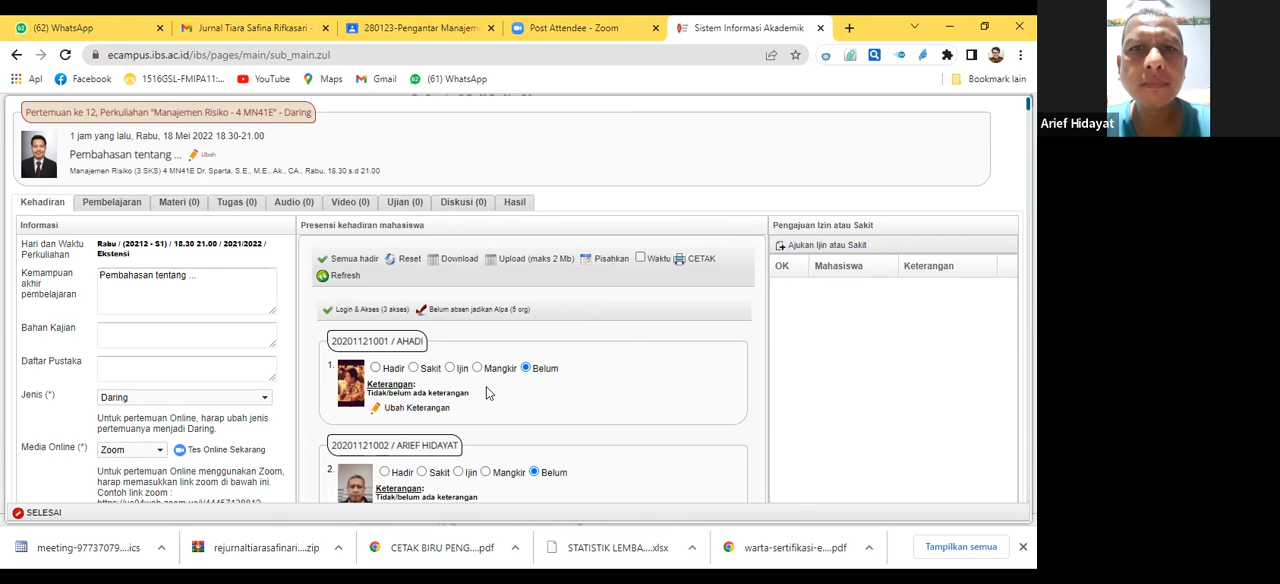 (62) WhatsApp
Jurnal Tiara Safina Rifkasari -
280123-Pengantar Manajem
Post Attendee - Zoom
Sistem Informasi Akademik
ecampus.ibs.ac.id/ibs/pages/main/sub_main.zul
Apl
Facebook
1516GSL-FMIPA11:...
YouTube
Maps
Gmail
(61) WhatsApp
Bookmark lain
Arief Hidayat
Pertemuan ke 12, Perkuliahan "Manajemen Risiko - 4 MN41E" - Daring
1 jam yang lalu, Rabu, 18 Mei 2022 18.30-21.00
Pembahasan tentang ... Ubah
Manajemen Risiko (3 SKS) 4 MN41E Dr. Sparta, S.E., M.E., Ak., CA., Rabu, 18.30 s.d 21.00
Kehadiran
Pembelajaran
Materi (0)
Tugas (0)
Audio (0)
Video (0)
Ujian (0)
Diskusi (0)
Hasil
Informasi
Hari dan Waktu
Perkuliahan
Rabu / (20212 - S1) / 18.30 21.00 / 2021/2022 /
Ekstensi
Kemampuan
akhir
pembelajaran
Pembahasan tentang ...
Bahan Kajian
Daftar Pustaka
Jenis (*)
Daring
Untuk pertemuan Online, harap ubah jenis
pertemuanya menjadi Daring.
Media Online (*)
Zoom
Tes Online Sekarang
Untuk pertemuan Online menggunakan Zoom,
harap memasukkan link zoom di bawah ini.
Contoh link zoom :
Presensi kehadiran mahasiswa
Semua hadir
Reset
Download
Upload (maks 2 Mb)
Pisahkan
Waktu
CETAK
Refresh
Login & Akses (3 akses)
Belum absen jadikan Alpa (5 org)
20201121001 / AHADI
1.
Hadir
Sakit
Ijin
Mangkir
Belum
Keterangan:
Tidak/belum ada keterangan
Ubah Keterangan
20201121002 / ARIEF HIDAYAT
2.
Hadir
Sakit
Ijin
Mangkir
Belum
Keterangan:
Tidak/belum ada keterangan
Pengajuan Izin atau Sakit
Ajukan Ijin atau Sakit
OK
Mahasiswa
Keterangan
SELESAI
meeting-97737079....ics
rejurnaltiarasafinari....zip
CETAK BIRU PENG....pdf
STATISTIK LEMBA....xlsx
warta-sertifikasi-e....pdf
Tampilkan semua